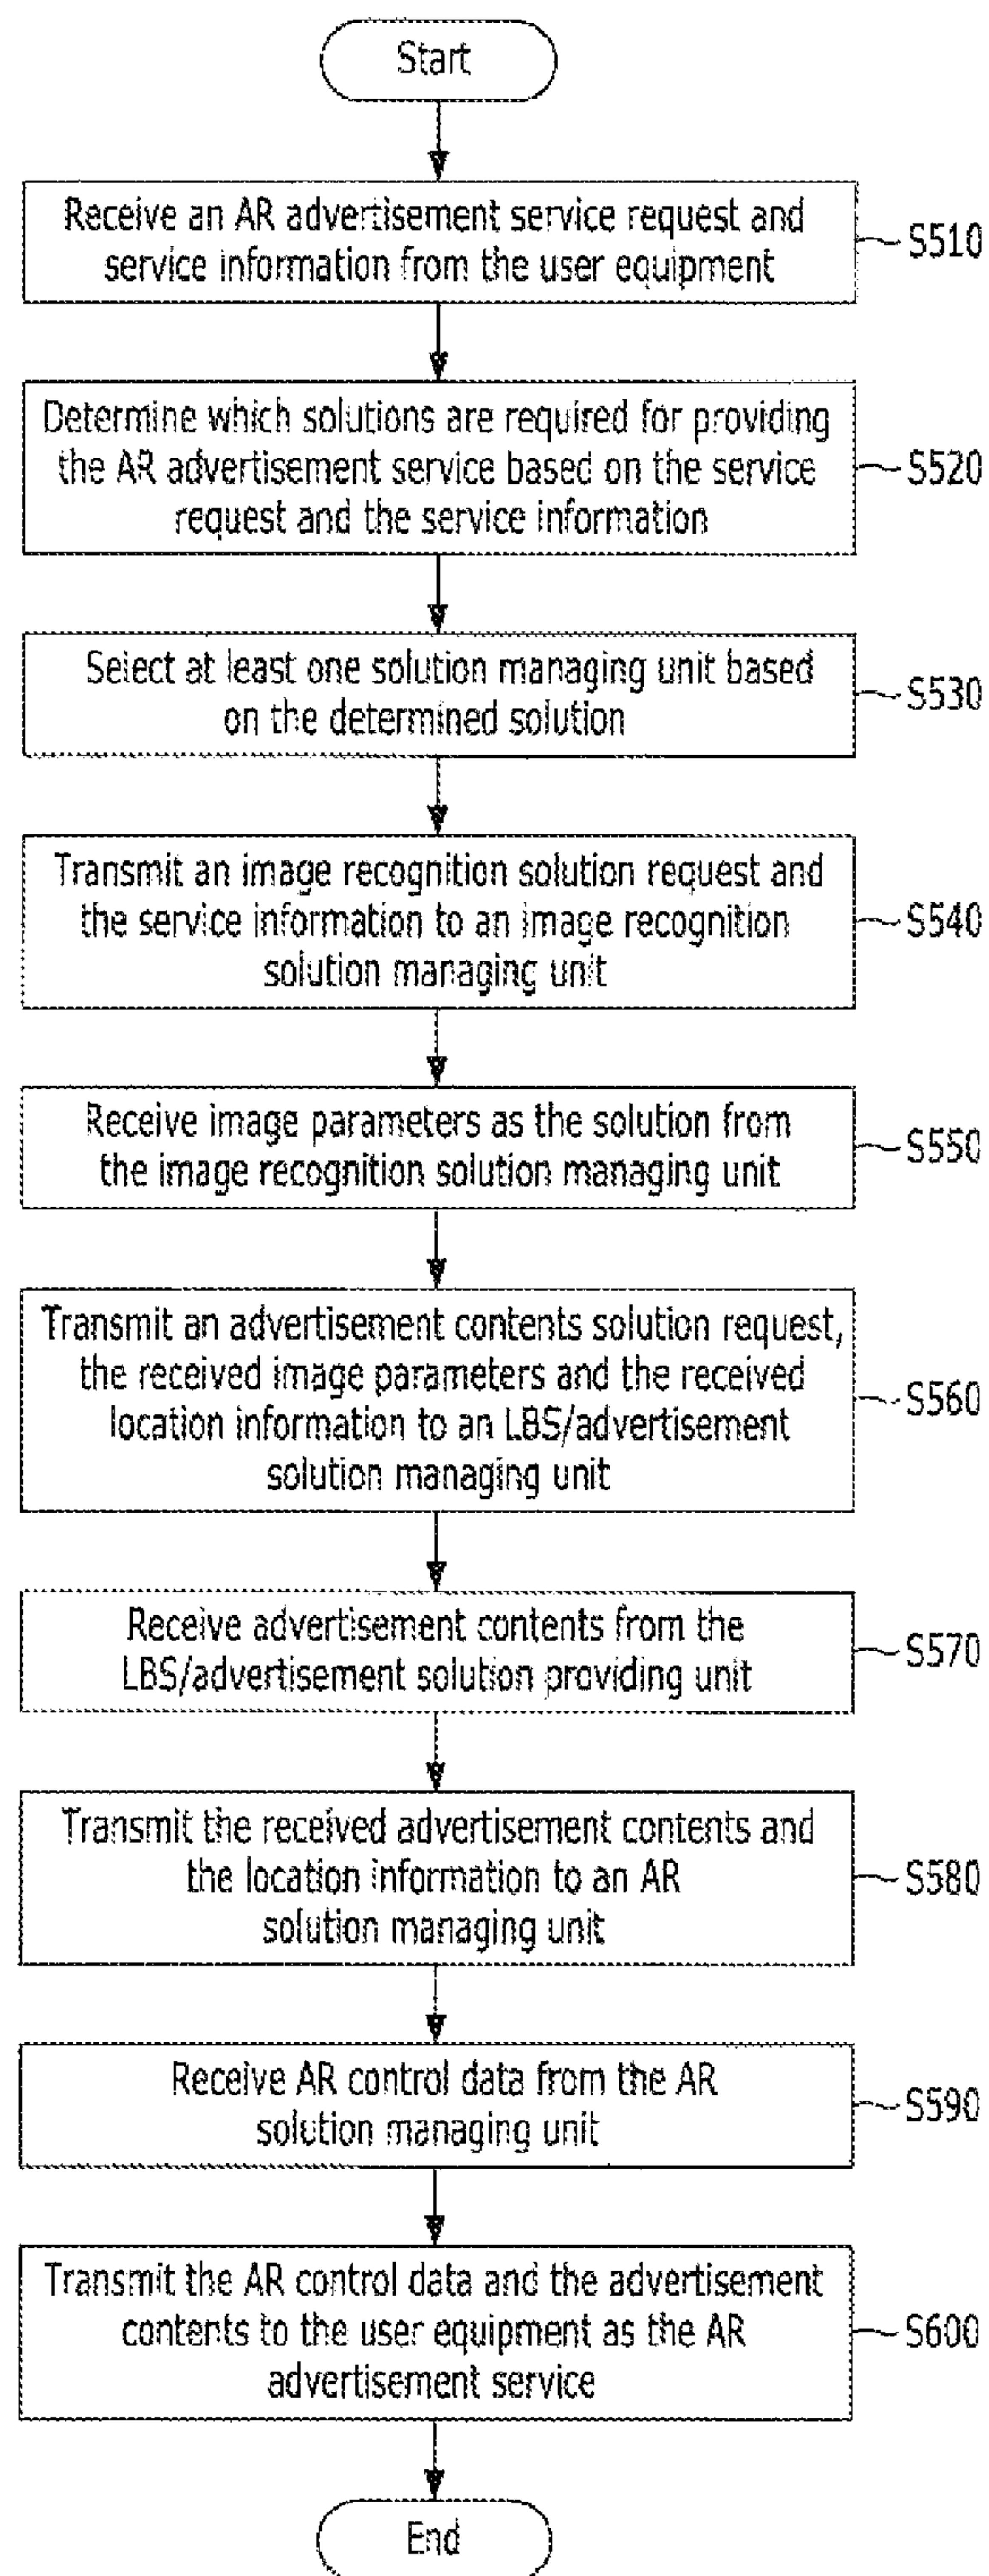 Start
Receive an AR advertisement service request and
service information from the user equipment
S510
Determine which solutions are required for providing
the AR advertisement service based on the service
request and the service information
S520
Select at least one solution managing unit based
on the determined solution
S530
Transmit an image recognition solution request and
the service information to an image recognition
solution managing unit
S540
Receive image parameters as the solution from
the image recognition solution managing unit
S550
Transmit an advertisement contents solution request,
the received image parameters and the received
location information to an LBS/advertisement
solution managing unit
S560
Receive advertisement contents from the
LBS/advertisement solution providing unit
S570
Transmit the received advertisement contents and
the location information to an AR
solution managing unit
S580
Receive AR control data from the AR
solution managing unit
S590
Transmit the AR control data and the advertisement
contents to the user equipment as the AR
advertisement service
S600
End